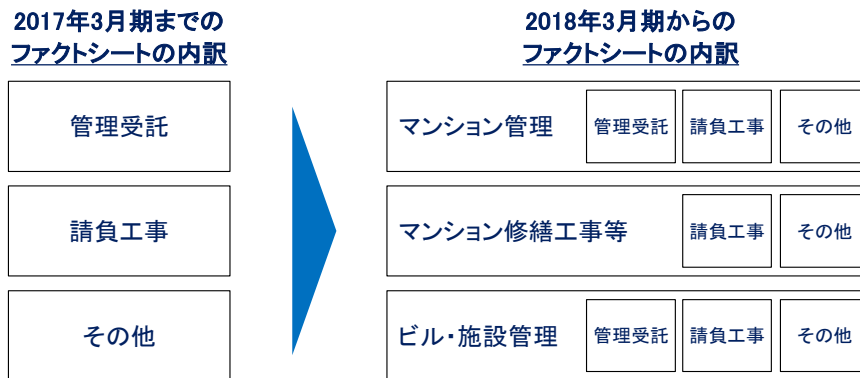 2017年3月期までの
ファクトシートの内訳
2018年3月期からの
ファクトシートの内訳
管理受託
請負工事
その他
マンション管理
管理受託
請負工事
その他
マンション修繕工事等
請負工事
その他
ビル・施設管理
管理受託
請負工事
その他